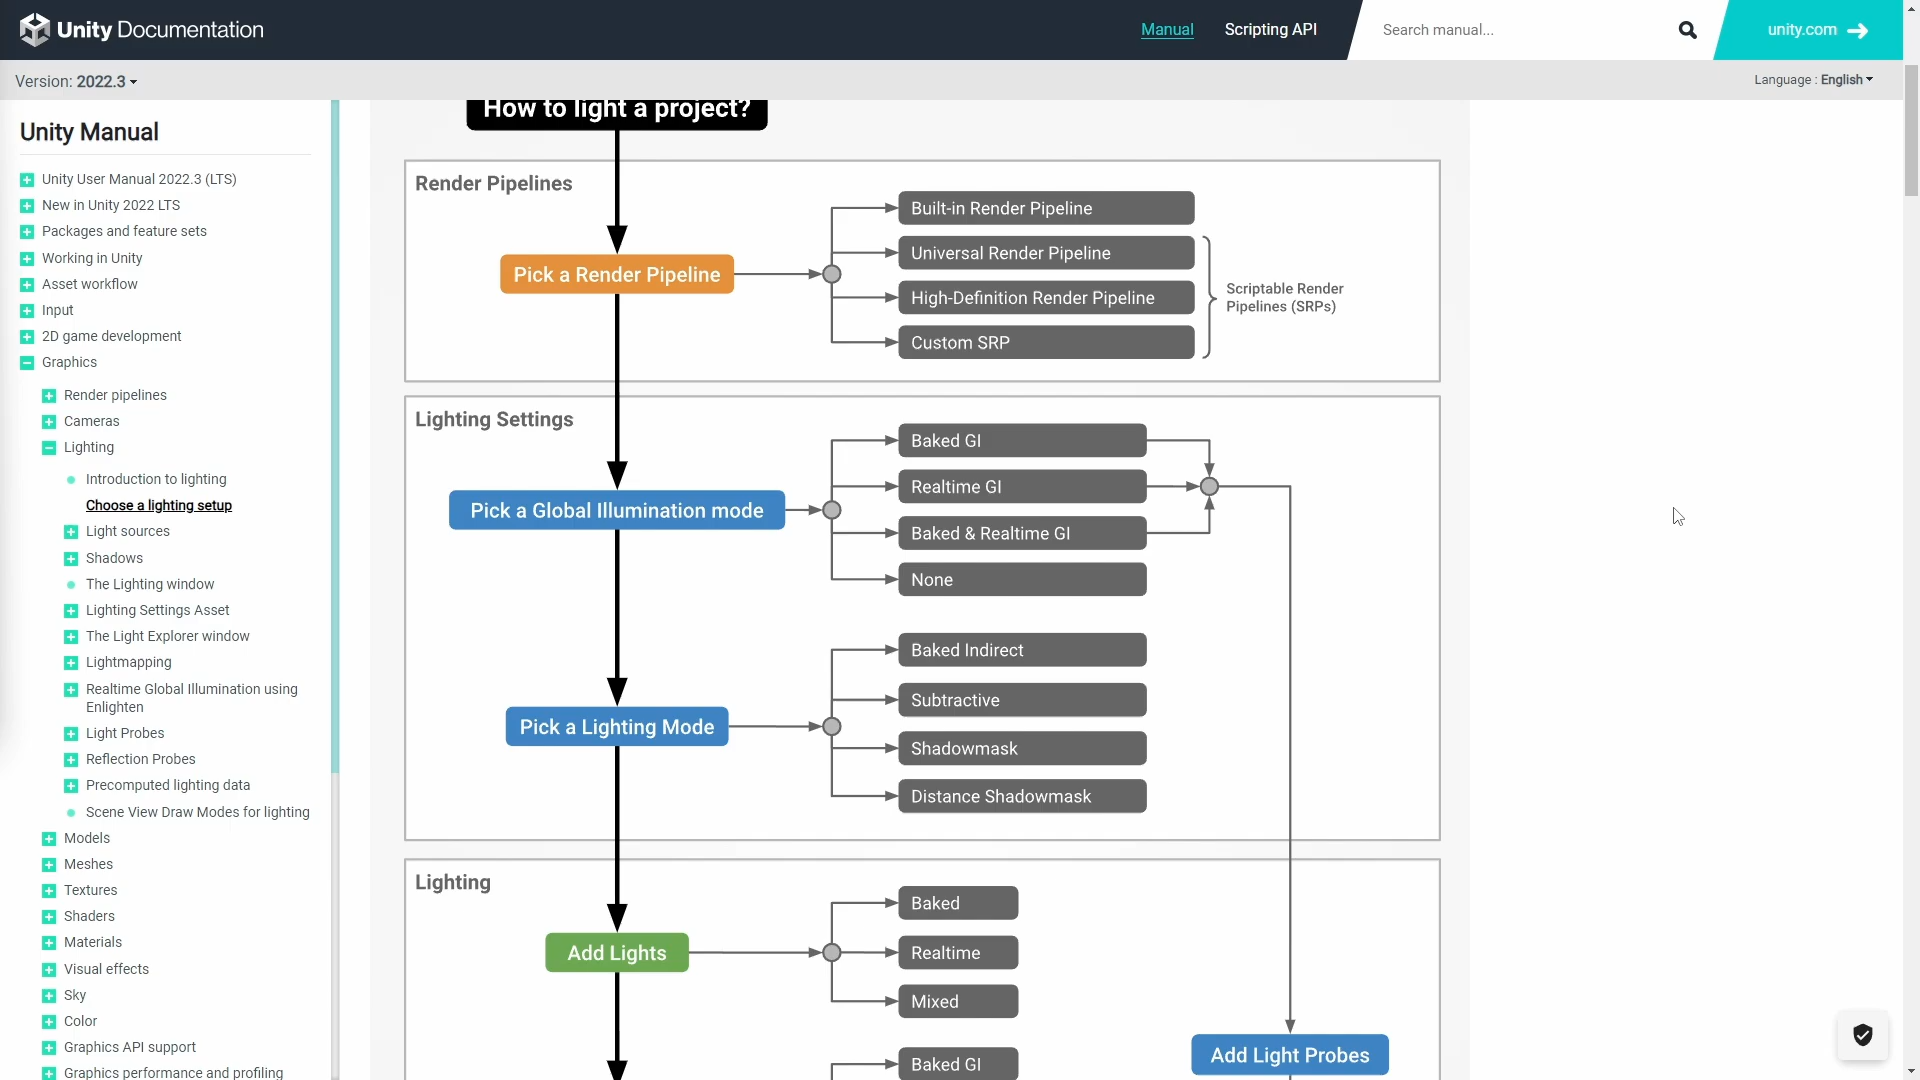 Unity Documentation
Manual
Scripting API
Search manual...
unity.com
Version: 2022.3
Language : English
Unity Manual
Unity User Manual 2022.3 (LTS)
New in Unity 2022 LTS
Packages and feature sets
Working in Unity
Asset workflow
Input
2D game development
Graphics
Render pipelines
Cameras
Lighting
Introduction to lighting
Choose a lighting setup
Light sources
Shadows
The Lighting window
Lighting Settings Asset
The Light Explorer window
Lightmapping
Realtime Global Illumination using
Enlighten
Light Probes
Reflection Probes
Precomputed lighting data
Scene View Draw Modes for lighting
Models
Meshes
Textures
Shaders
Materials
Visual effects
Sky
Color
Graphics API support
Graphics performance and profiling
How to light a project?
Render Pipelines
Pick a Render Pipeline
Built-in Render Pipeline
Universal Render Pipeline
High-Definition Render Pipeline
Custom SRP
Scriptable Render
Pipelines (SRPs)
Lighting Settings
Pick a Global Illumination mode
Baked GI
Realtime GI
Baked & Realtime GI
None
Pick a Lighting Mode
Baked Indirect
Subtractive
Shadowmask
Distance Shadowmask
Lighting
Add Lights
Baked
Realtime
Mixed
Baked GI
Add Light Probes